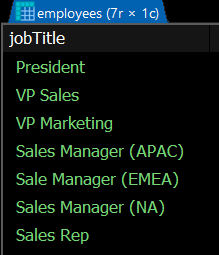 employees (7r × 1c)
jobTitle
President
VP Sales
VP Marketing
Sales Manager (APAC)
Sale Manager (EMEA)
Sales Manager (NA)
Sales Rep